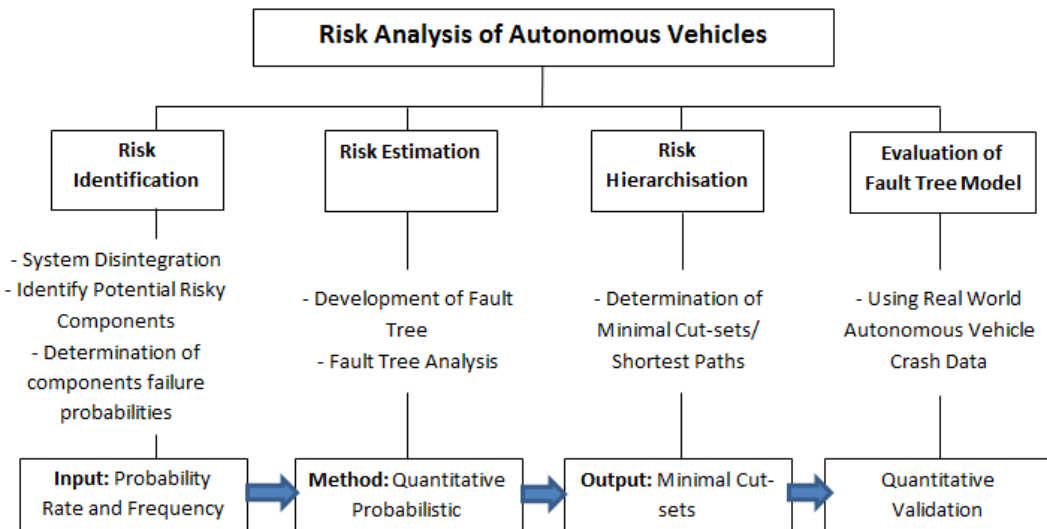 Risk Analysis of Autonomous Vehicles
Risk
Identification
Risk Estimation
Risk
Hierarchisation
Evaluation of
Fault Tree Model
- System Disintegration
- Identify Potential Risky
Components
- Determination of
components failure
probabilities
- Development of Fault
Tree
- Fault Tree Analysis
- Determination of
Minimal Cut-sets/
Shortest Paths
- Using Real World
Autonomous Vehicle
Crash Data
Input: Probability
Rate and Frequency
Method: Quantitative
Probabilistic
Output: Minimal Cut-
sets
Quantitative
Validation